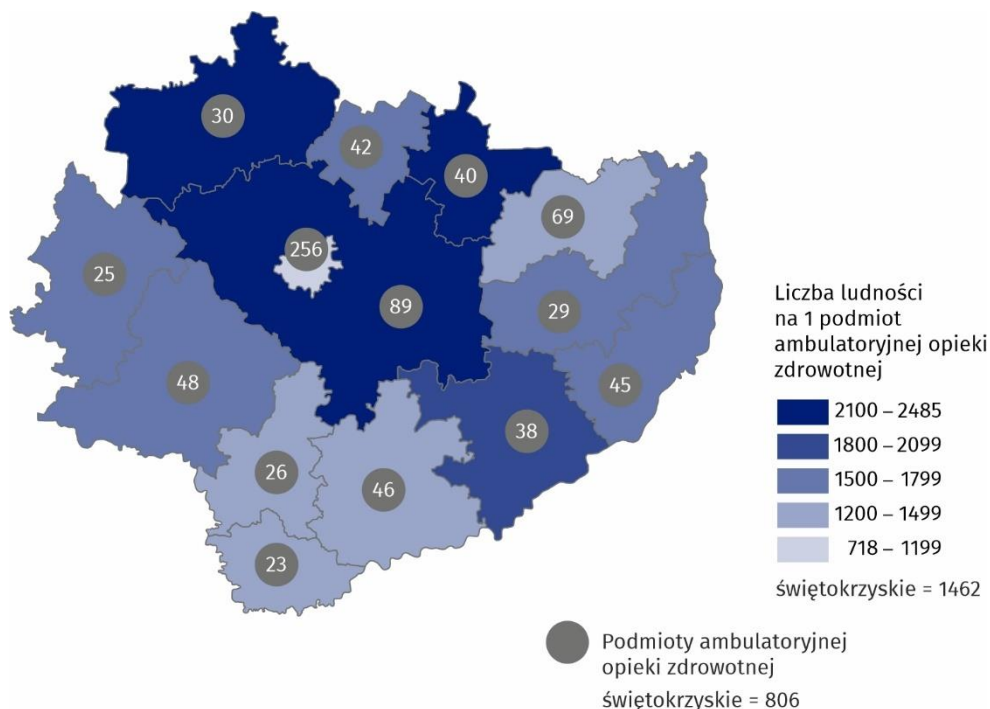 30
42
40
69
256
25
89
29
48
45
38
26
46
23
Liczba ludności
na 1 podmiot
ambulatoryjnej opieki
zdrowotnej
2100 – 2485
1800 – 2099
1500 – 1799
1200 – 1499
718 – 1199
świętokrzyskie = 1462
Podmioty ambulatoryjnej
opieki zdrowotnej
świętokrzyskie = 806